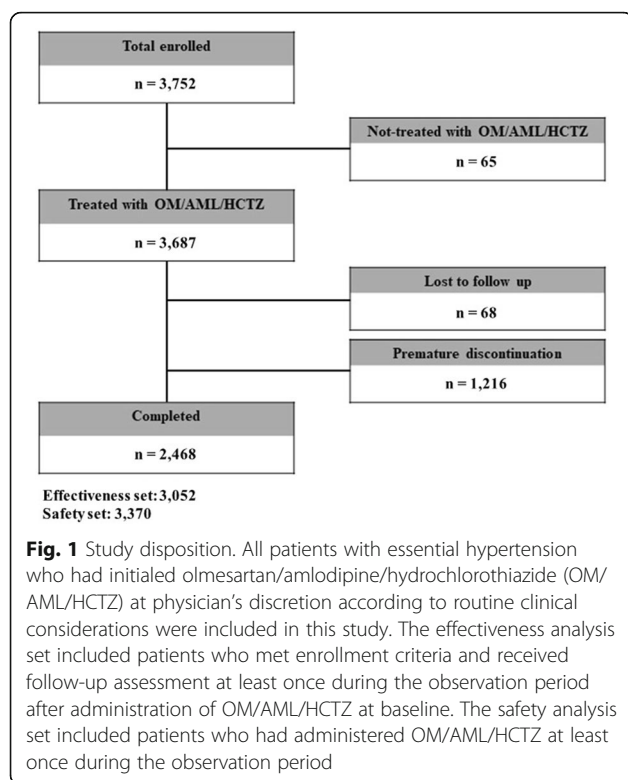 Total enrolled
n = 3,752
Not-treated with OM/AML/HCTZ
n = 65
Treated with OM/AML/HCTZ
n = 3,687
Lost to follow up
n = 68
Premature discontinuation
n = 1,216
Completed
n = 2,468
Effectiveness set: 3,052
Safety set: 3,370
Fig. 1 Study disposition. All patients with essential hypertension
who had initialed olmesartan/amlodipine/hydrochlorothiazide (OM/
AML/HCTZ) at physician's discretion according to routine clinical
considerations were included in this study. The effectiveness analysis
set included patients who met enrollment criteria and received
follow-up assessment at least once during the observation period
after administration of OM/AML/HCTZ at baseline. The safety analysis
set included patients who had administered OM/AML/HCTZ at least
once during the observation period